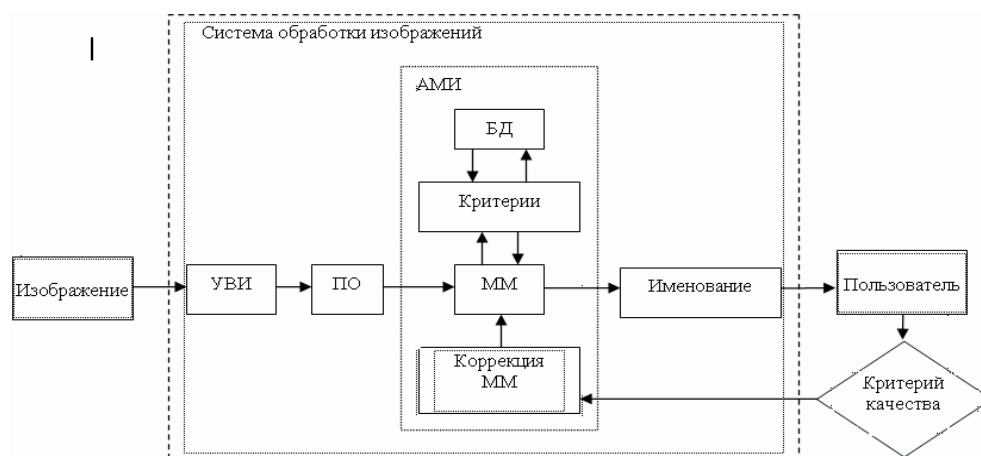 Система обработки изображений
АМИ
БД
Критерии
Изображение
УВИ
ПО
ММ
Именование
Пользователь
Коррекция
ММ
Критерий
качества